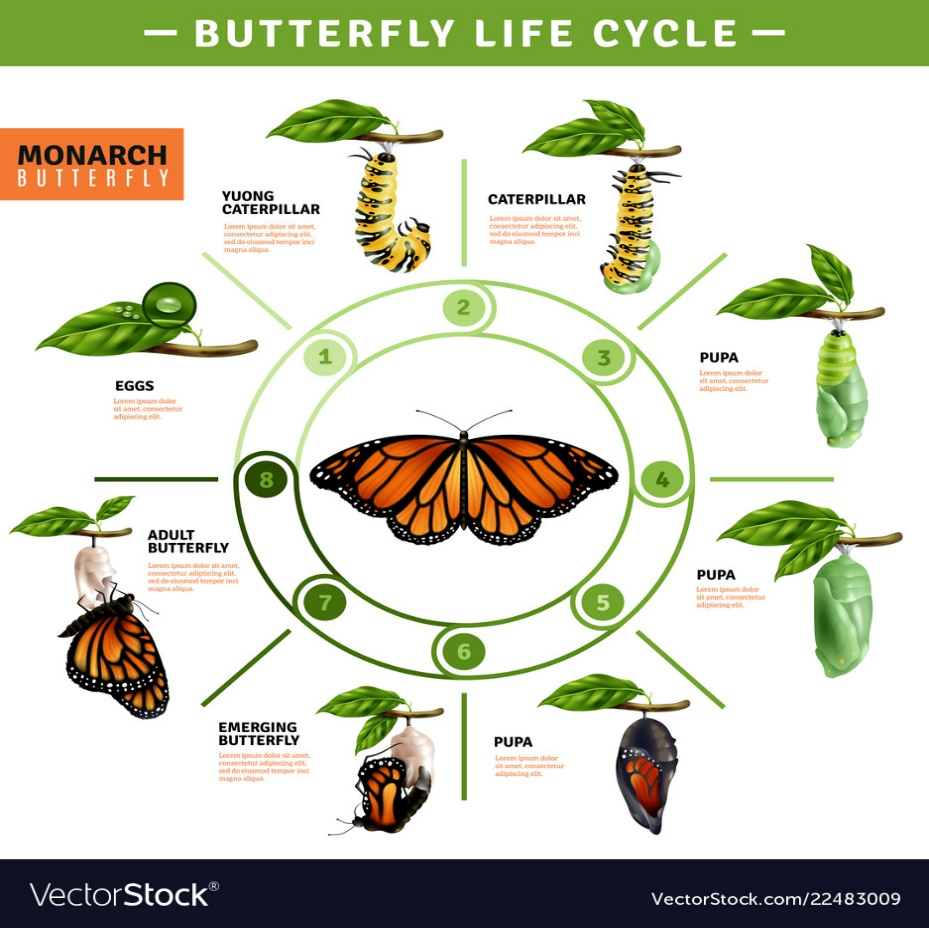 BUTTERFLY LIFE CYCLE
MONARCH
BUTTERFLY
YUONG
CATERPILLAR
Lorem ipsum dolor sit amet,
consectetur adipiscing elit,
sed do eiusmod tempor inci
magna aliqua.
CATERPILLAR
Lorem ipsum dolor sit amet,
consectetur adipiscing elit,
sed do eiusmod tempor inci
magna aliqua.
EGGS
Lorem ipsum dolor
sit amet, consectetur
adipiscing elit.
PUPA
Lorem ipsum dolor
sit amet, consectetur
adipiscing elit.
1
2
3
4
5
6
7
8
PUPA
Lorem ipsum dolor
sit amet, consectetur
adipiscing elit.
ADULT
BUTTERFLY
Lorem ipsum dolor sit amet,
consectetur adipiscing elit,
sed do eiusmod tempor inci
magna aliqua.
EMERGING
BUTTERFLY
Lorem ipsum dolor sit amet,
consectetur adipiscing elit,
sed do eiusmod tempor inci
magna aliqua.
PUPA
Lorem ipsum dolor
sit amet, consectetur
adipiscing elit.
VectorStock®
VectorStock.com/22483009